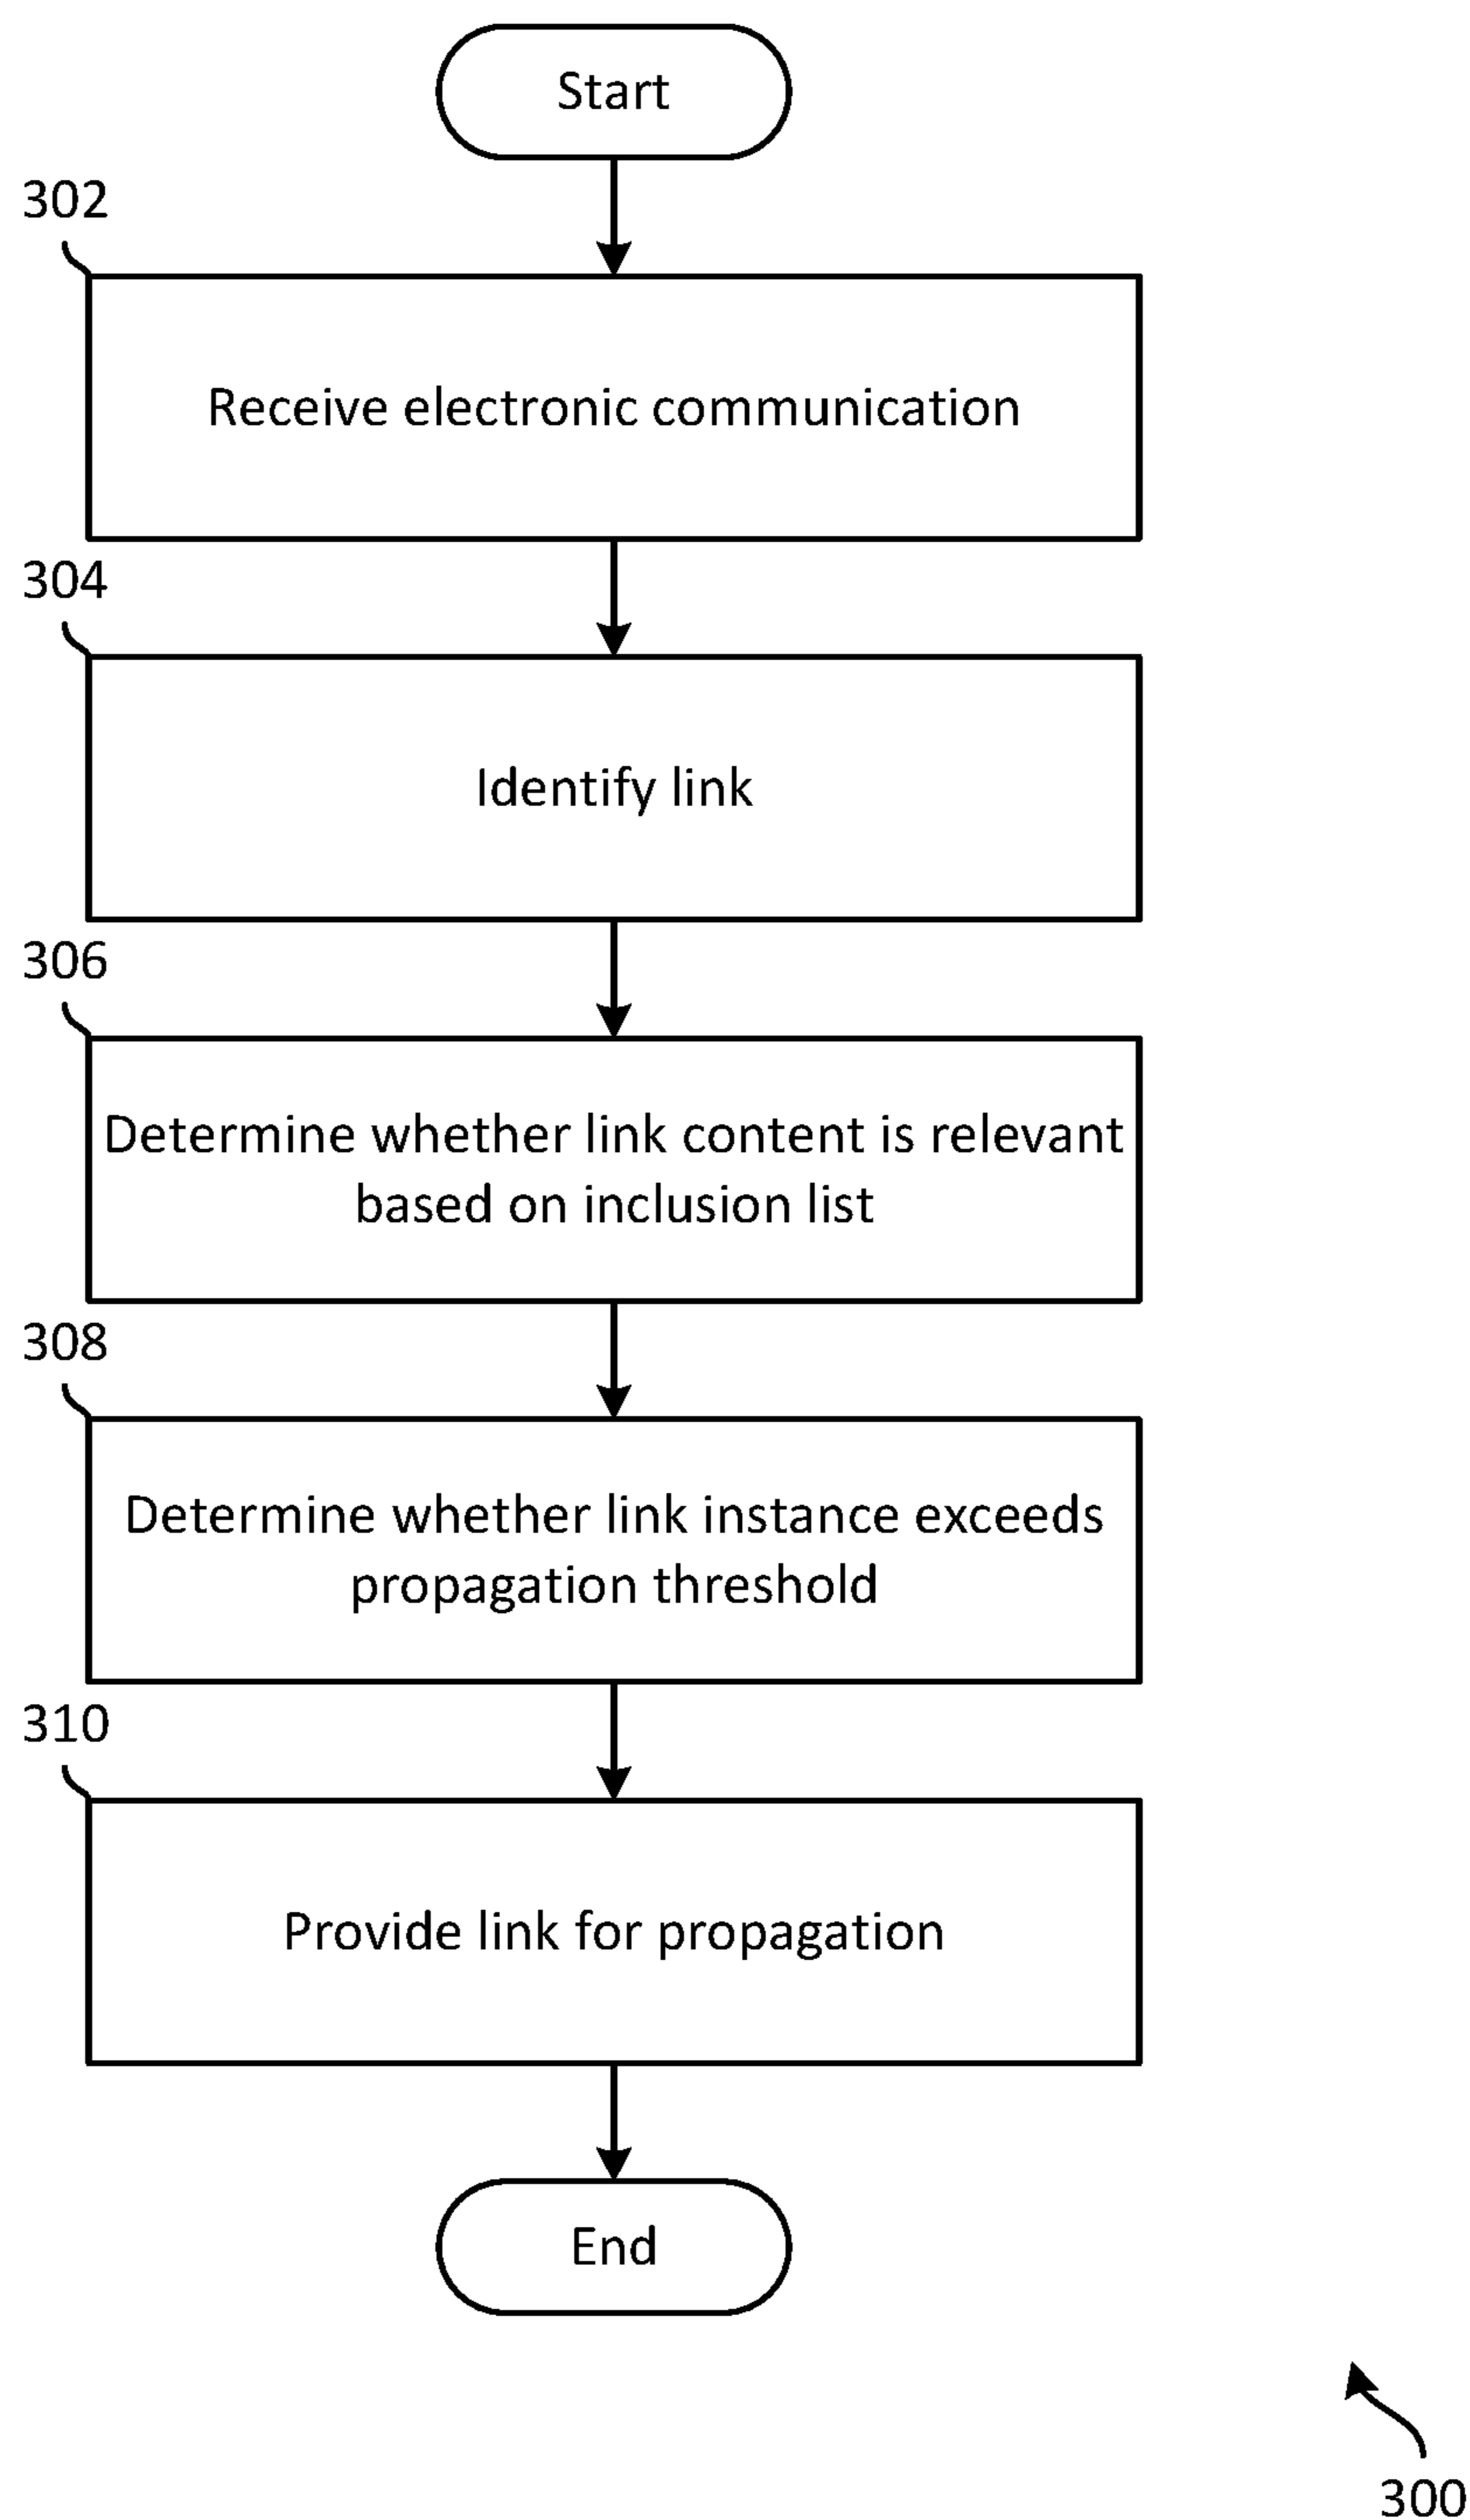 Start
302
Receive electronic communication
304
Identify link
306
Determine whether link content is relevant
based on inclusion list
308
Determine whether link instance exceeds
propagation threshold
310
Provide link for propagation
End
300